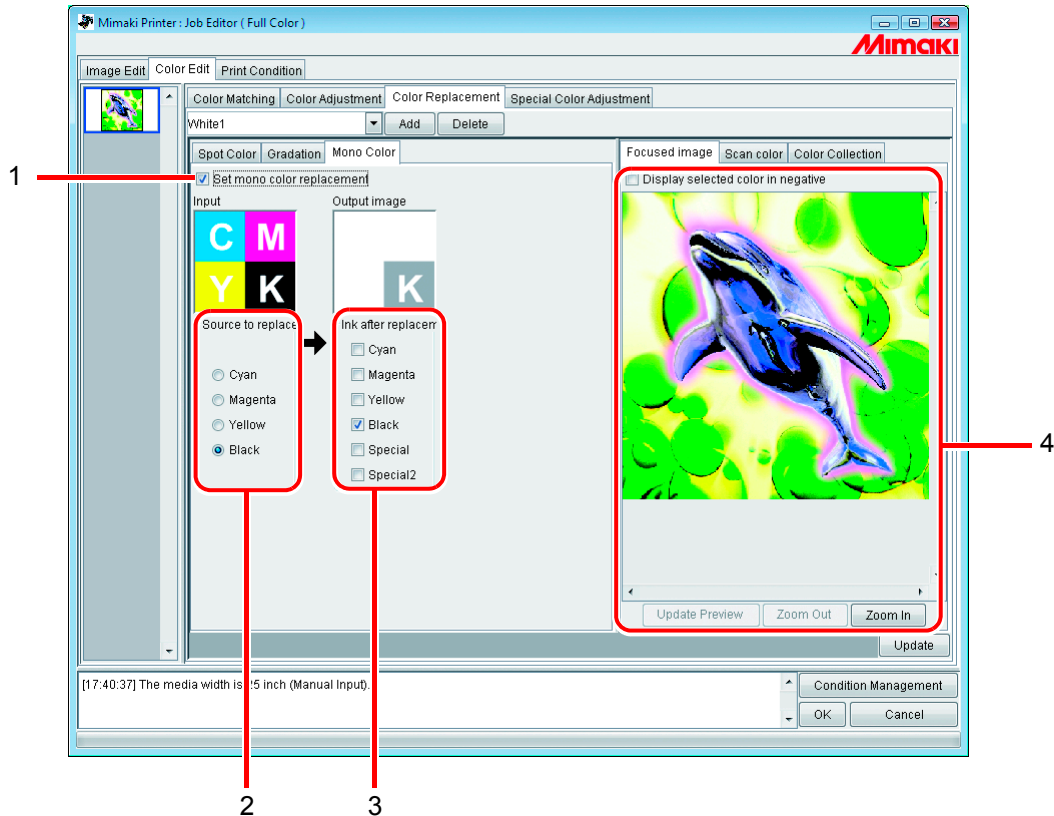 Mimaki Printer : Job Editor ( Full Color )
Mimaki
Image Edit Color Edit Print Condition
Color Matching Color Adjustment Color Replacement Special Color Adjustment
White1 Add Delete
Spot Color Gradation Mono Color
Focused image Scan color Color Collection
1
Set mono color replacement
Display selected color in negative
Input Output image
C M
Y K
K
Source to replace
Ink after replacem
Cyan
Magenta
Yellow
Black
Cyan
Magenta
Yellow
Black
Special
Special2
4
Update Preview Zoom Out Zoom In
Update
[17:40:37] The media width is 25 inch (Manual Input).
Condition Management
OK Cancel
2 3